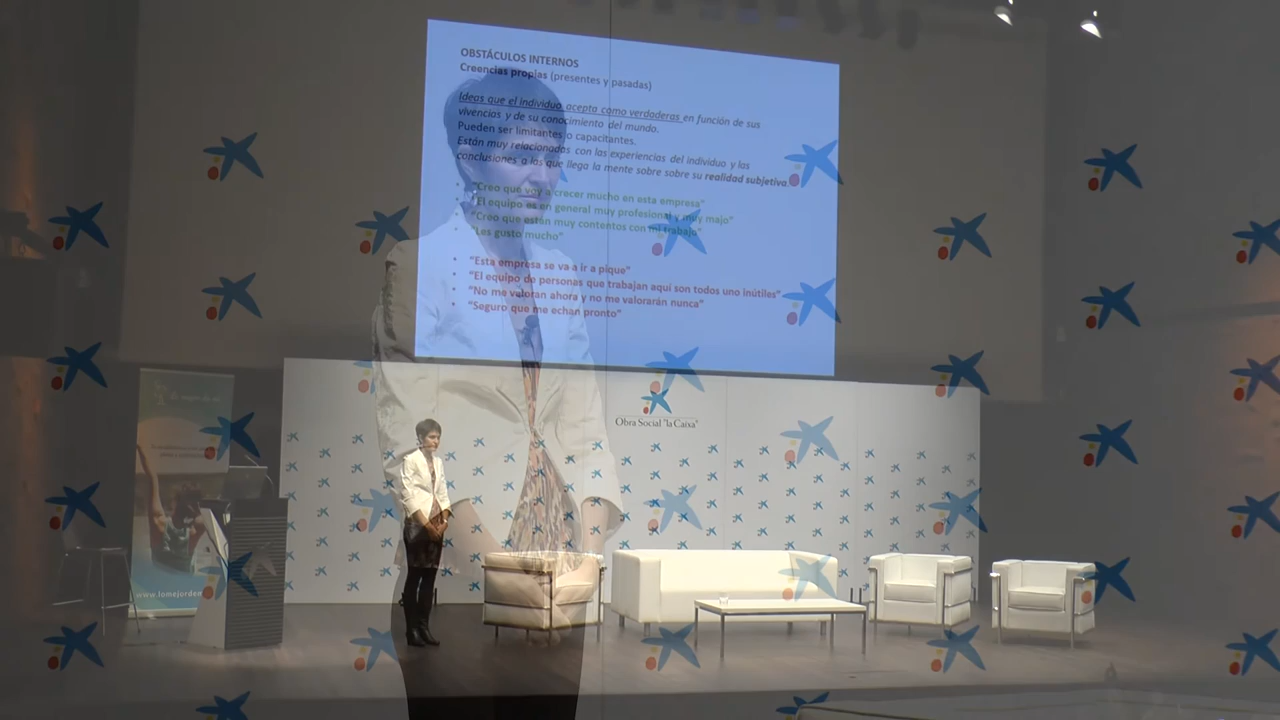 OBSTÁCULOS INTERNOS
Creencias propias (presentes y pasadas)
Ideas que el individuo acepta como verdaderas en función de sus
vivencias y de su conocimiento del mundo.
Pueden ser limitantes o capacitantes.
Están muy relacionados con las experiencias del individuo y las
conclusiones a las que llega la mente sobre sobre su realidad subjetiva.
• "Creo que voy a crecer mucho en esta empresa"
• "El equipo es en general muy profesional y muy majo"
• "Creo que están muy contentos con mi trabajo"
• "Les gusto mucho"
• "Esta empresa se va a ir a pique"
• "El equipo de personas que trabajan aquí son todos uno inútiles"
• "No me valoran ahora y no me valorarán nunca"
• "Seguro que me echan pronto"
Obra Social "la Caixa"
www.lomejorde